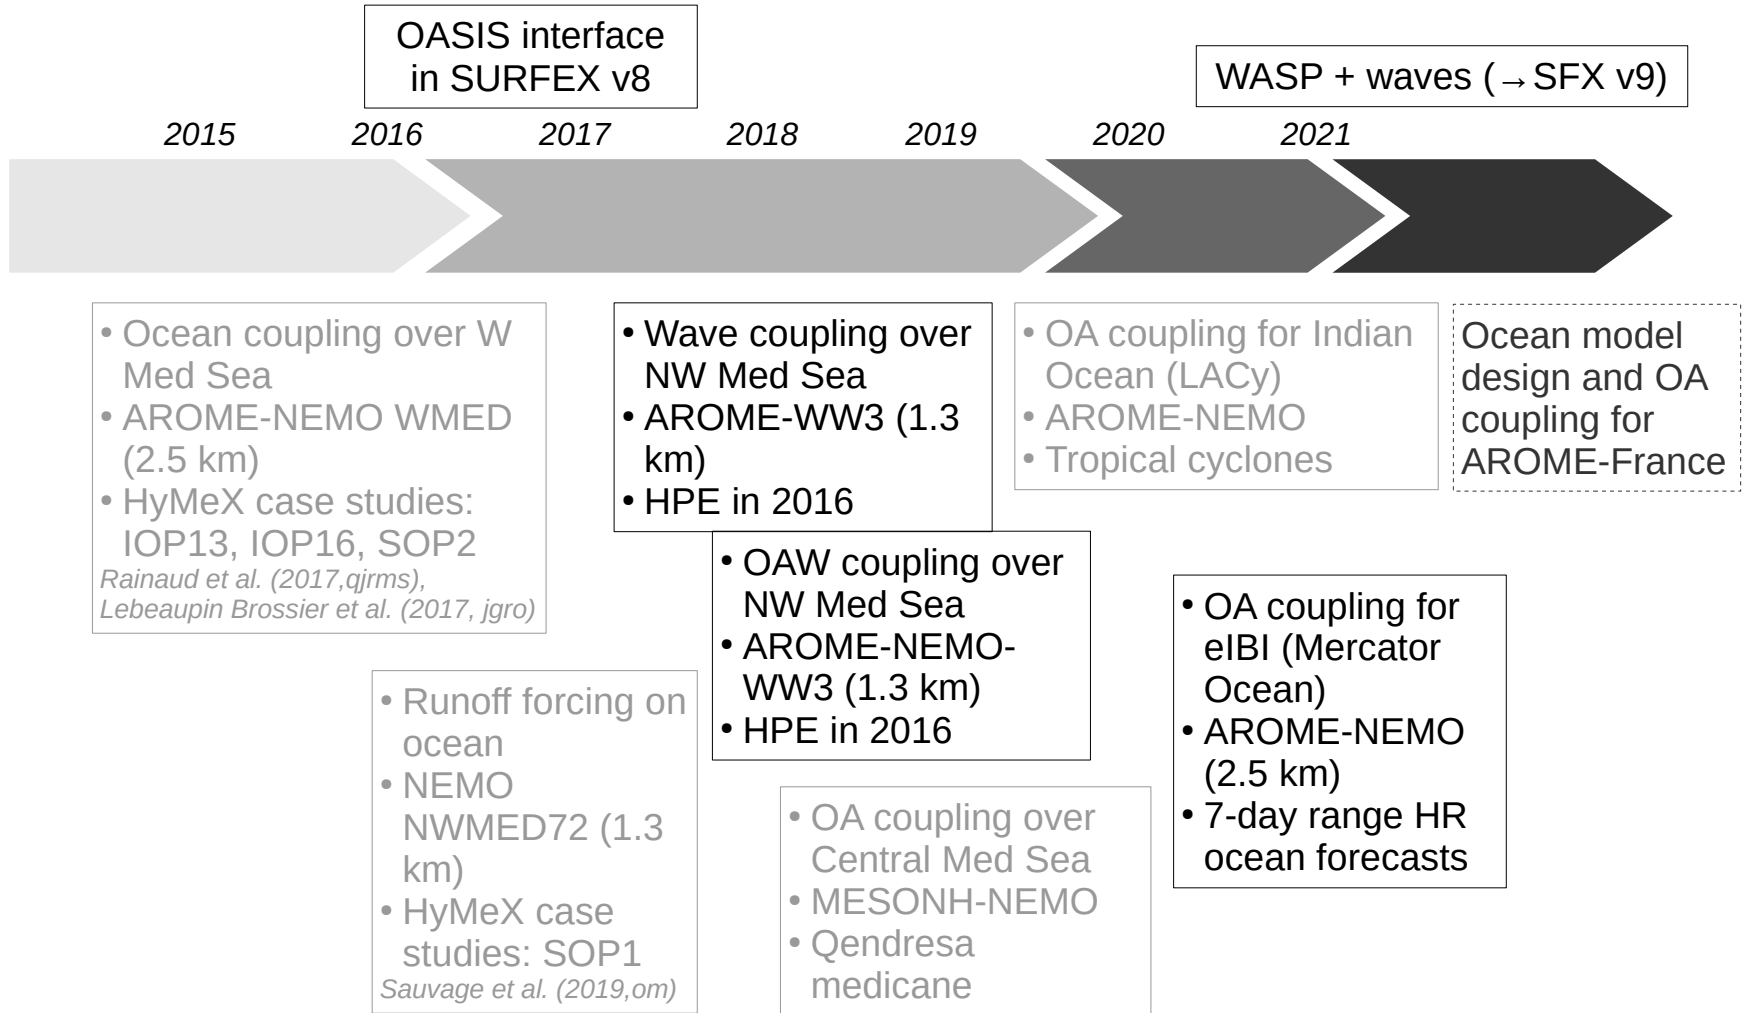 OASIS interface
in SURFEX v8
WASP + waves (→SFX v9)
2015 2016 2017 2018 2019 2020 2021
• Ocean coupling over W
Med Sea
• AROME-NEMO WMED
(2.5 km)
• HyMeX case studies:
IOP13, IOP16, SOP2
Rainaud et al. (2017,qjrms),
Lebeaupin Brossier et al. (2017, jgro)
• Runoff forcing on
ocean
• NEMO
NWMED72 (1.3
km)
• HyMeX case
studies: SOP1
Sauvage et al. (2019,om)
• Wave coupling over
NW Med Sea
• AROME-WW3 (1.3
km)
• HPE in 2016
• OAW coupling over
NW Med Sea
• AROME-NEMO-
WW3 (1.3 km)
• HPE in 2016
• OA coupling over
Central Med Sea
• MESONH-NEMO
• Qendresa
medicane
• OA coupling for Indian
Ocean (LACy)
• AROME-NEMO
• Tropical cyclones
• OA coupling for
eIBI (Mercator
Ocean)
• AROME-NEMO
(2.5 km)
• 7-day range HR
ocean forecasts
Ocean model
design and OA
coupling for
AROME-France